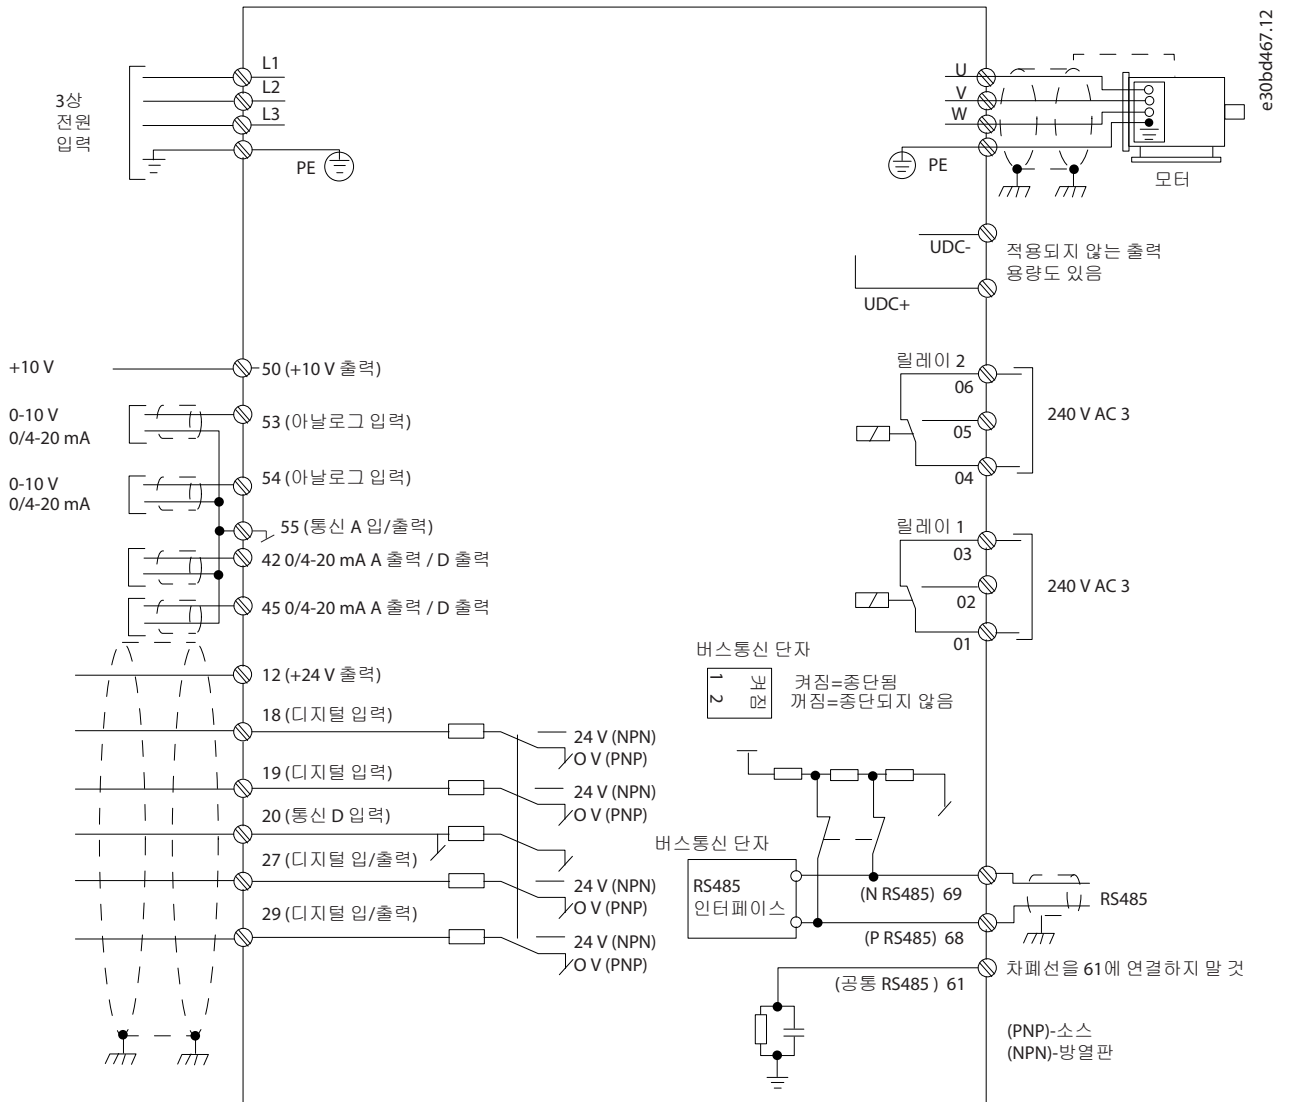 e30bd467.12
3상
전원
입력
L1
L2
L3
PE
U
V
W
PE
모터
UDC-
적용되지 않는 출력
용량도 있음
UDC+
+10 V
50 (+10 V 출력)
0-10 V
0/4-20 mA
53 (아날로그 입력)
0-10 V
0/4-20 mA
54 (아날로그 입력)
55 (통신 A 입/출력)
42 0/4-20 mA A 출력 / D 출력
45 0/4-20 mA A 출력 / D 출력
12 (+24 V 출력)
18 (디지털 입력)
24 V (NPN)
O V (PNP)
19 (디지털 입력)
24 V (NPN)
O V (PNP)
20 (통신 D 입력)
27 (디지털 입/출력)
24 V (NPN)
O V (PNP)
29 (디지털 입/출력)
24 V (NPN)
O V (PNP)
릴레이 2
06
05
04
240 V AC 3
릴레이 1
03
02
01
240 V AC 3
버스통신 단자
1 2
켜짐
켜짐=종단됨
꺼짐=종단되지 않음
버스통신 단자
RS485
인터페이스
(N RS485) 69
(P RS485) 68
RS485
(공통 RS485 ) 61
차폐선을 61에 연결하지 말 것
(PNP)-소스
(NPN)-방열판